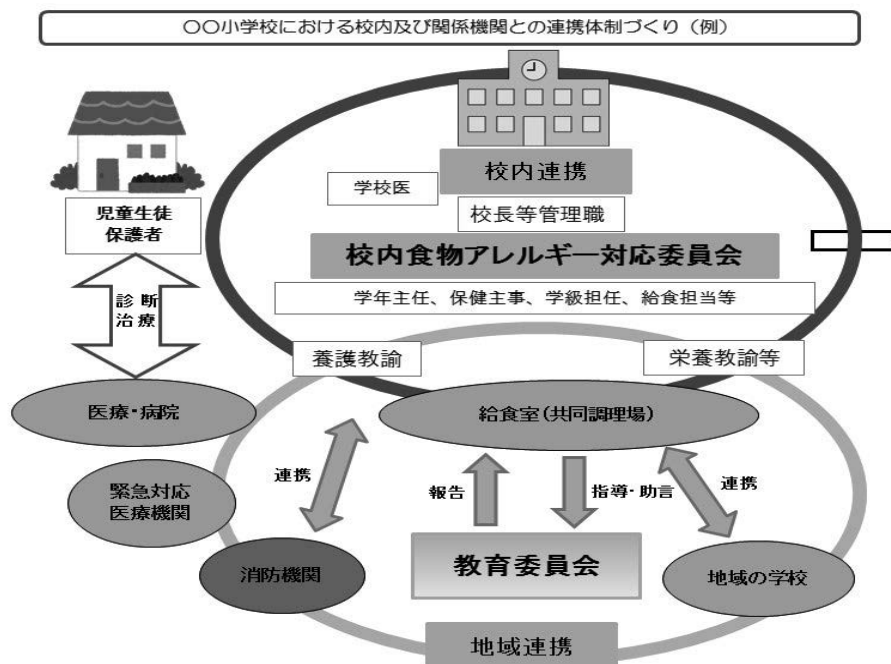 〇〇小学校における校内及び関係機関との連携体制づくり（例）
校内連携
学校医
校長等管理職
児童生徒
保護者
校内食物アレルギー対応委員会
学年主任、保健主事、学級担任、給食担当等
診断
治療
養護教諭
栄養教諭等
医療・病院
給食室（共同調理場）
連携
報告
指導・助言
連携
緊急対応
医療機関
消防機関
教育委員会
地域の学校
地域連携